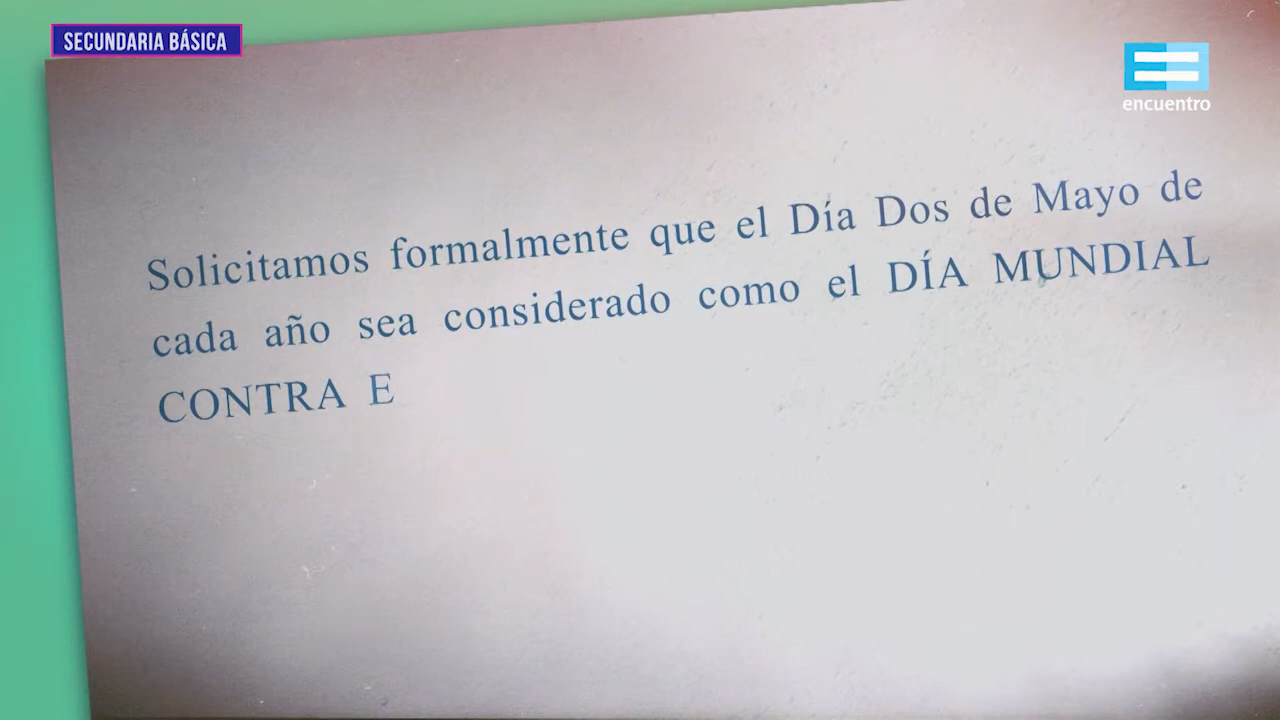 SECUNDARIA BÁSICA
encuentro
Solicitamos formalmente que el Día Dos de Mayo de
cada año sea considerado como el DÍA MUNDIAL
CONTRA E